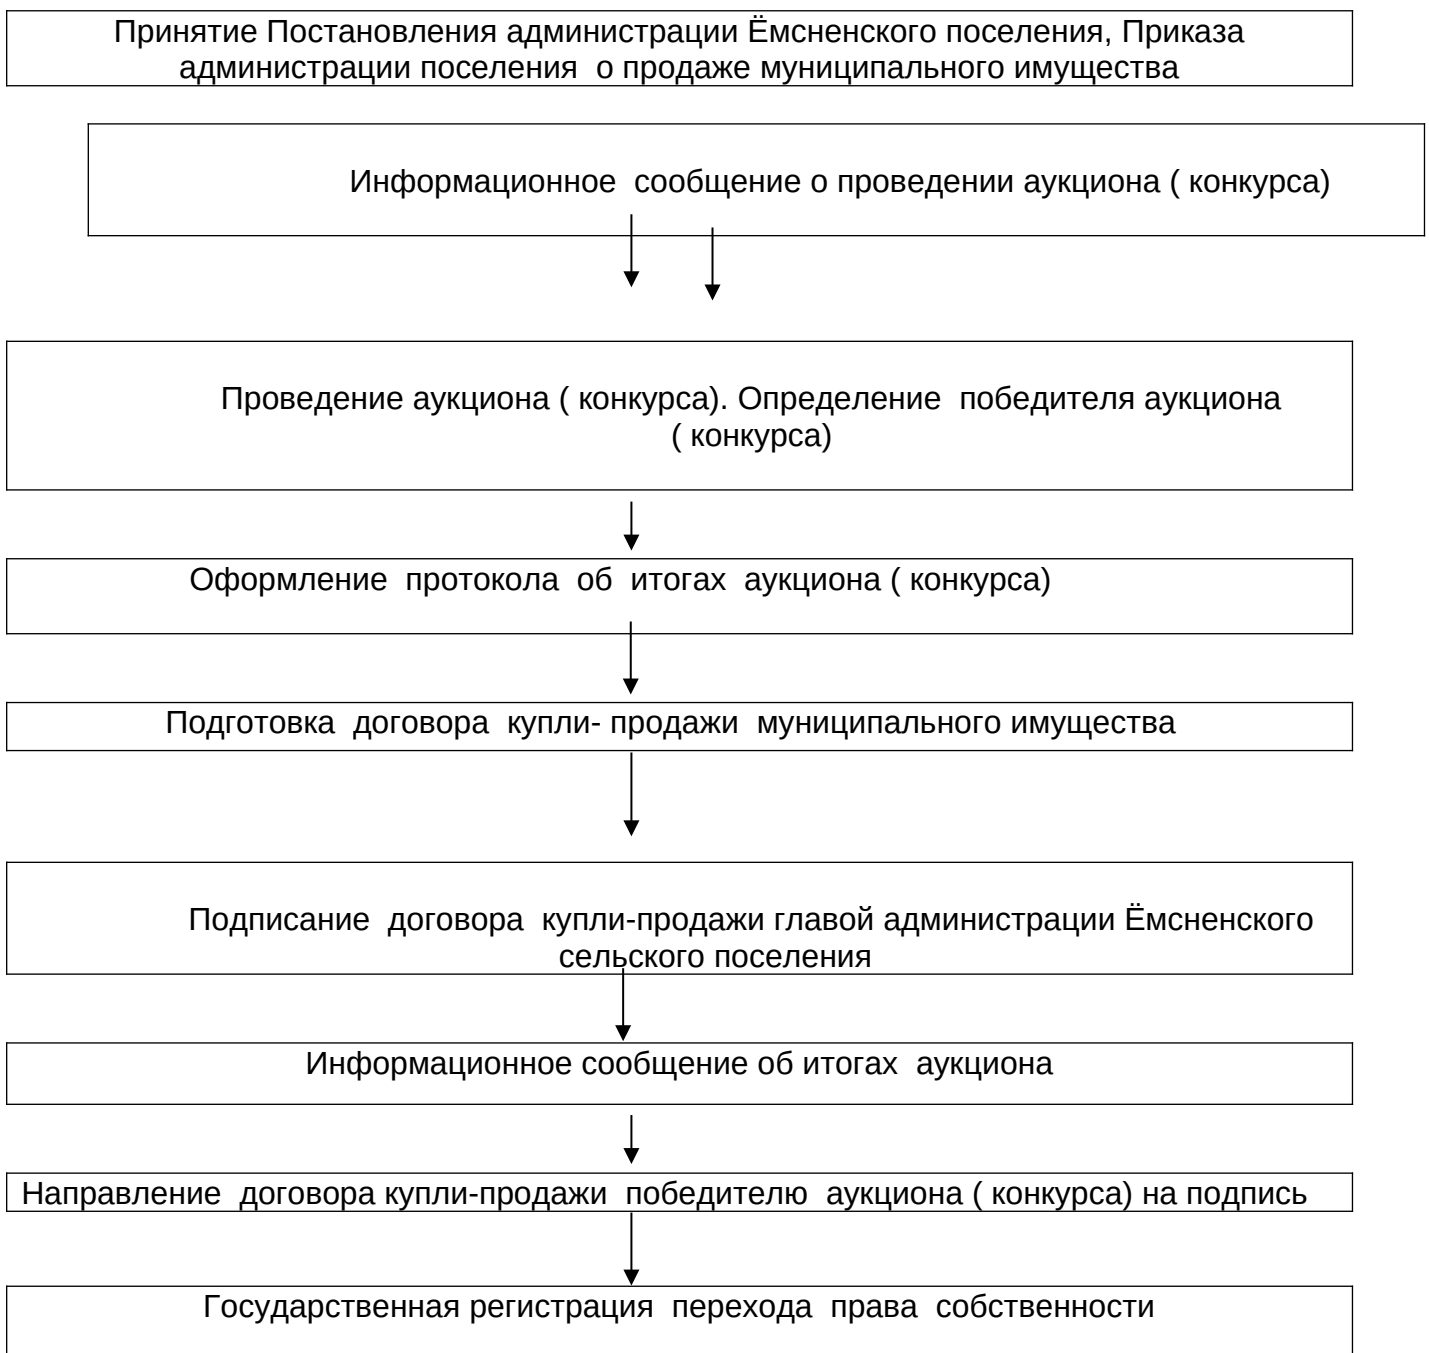 Принятие Постановления администрации Ёмсненского поселения, Приказа
администрации поселения о продаже муниципального имущества
Информационное сообщение о проведении аукциона ( конкурса)
Проведение аукциона ( конкурса). Определение победителя аукциона
( конкурса)
Оформление протокола об итогах аукциона ( конкурса)
Подготовка договора купли- продажи муниципального имущества
Подписание договора купли-продажи главой администрации Ёмсненского
сельского поселения
Информационное сообщение об итогах аукциона
Направление договора купли-продажи победителю аукциона ( конкурса) на подпись
Государственная регистрация перехода права собственности